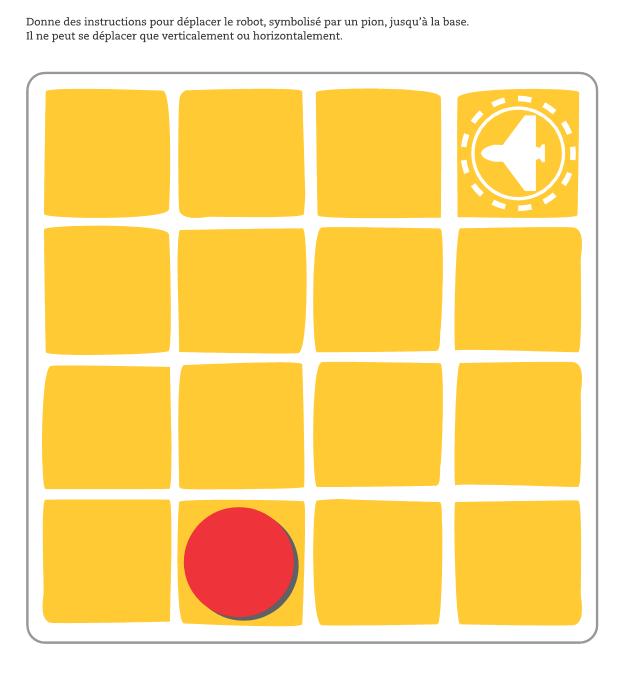 Donne des instructions pour déplacer le robot, symbolisé par un pion, jusqu'à la base.
Il ne peut se déplacer que verticalement ou horizontalement.